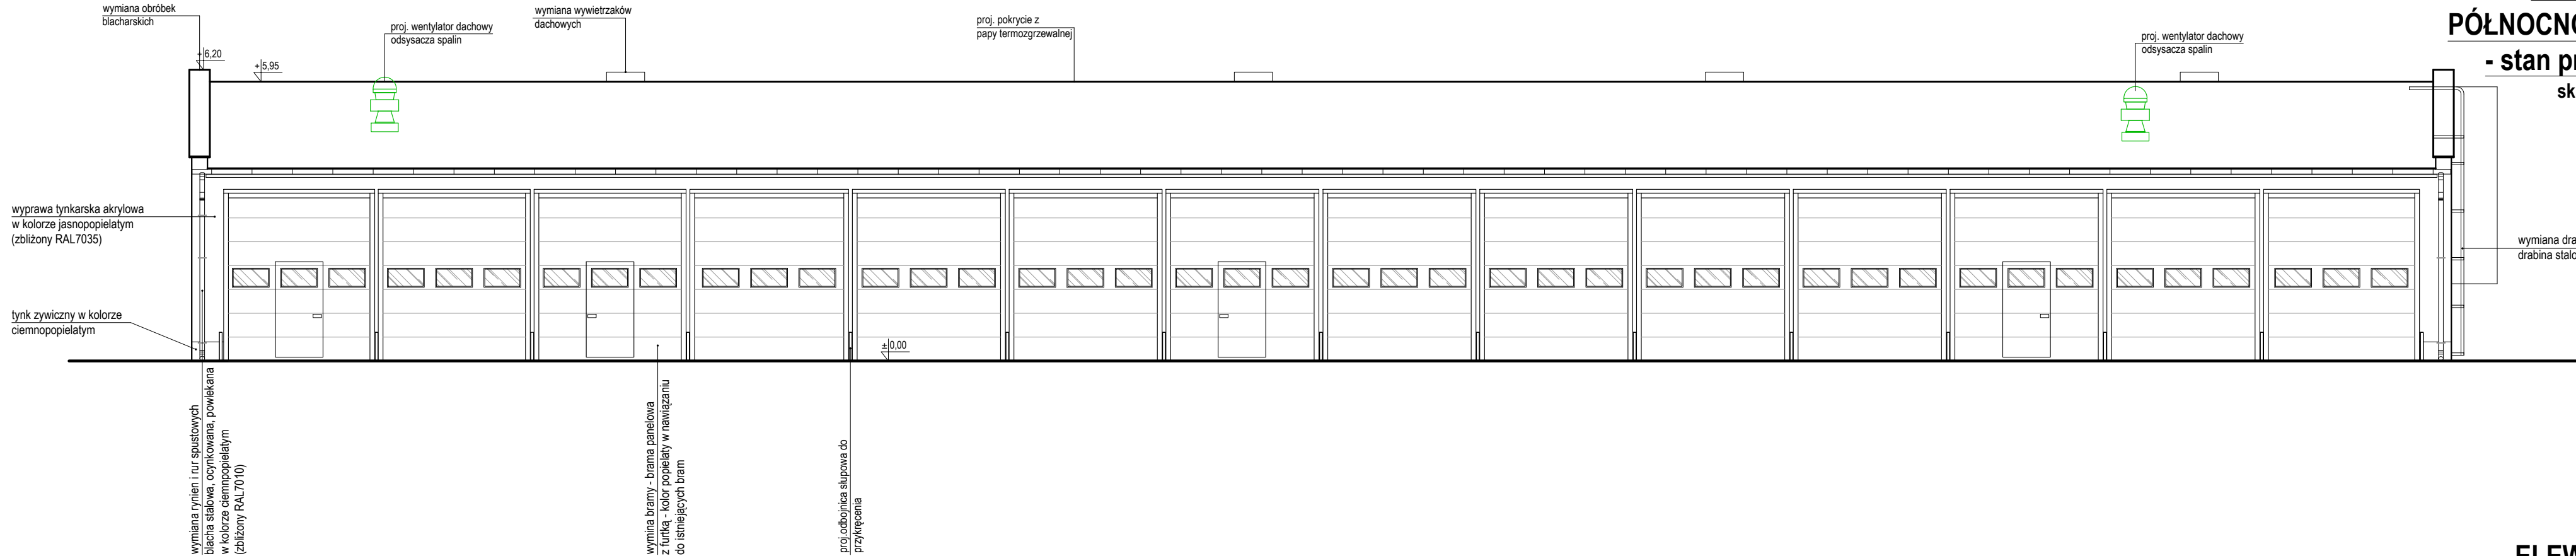 wymiana obróbek
blacharskich
+6,20
+5,95
proj. wentylator dachowy
odsysacza spalin
wymiana wywietrzaków
dachowych
proj. pokrycie z
papy termozgrzewalnej
proj. wentylator dachowy
odsysacza spalin
PÓŁNOCNO
- stan pr
sk
wyprawa tynkarska akrylowa
w kolorze jasnopopielatym
(zbliżony RAL7035)
tynk zywiczny w kolorze
ciemnopopielatym
±0,00
wymiana dra
drabina stalo
wymiana rynien i rur spustowych
blacha stalowa, ocynkowana, powlekana
w kolorze ciemnpopielatym
(zbliżony RAL7010)
wymina bramy - brama panelowa
z furtką - kolor popielaty w nawiązaniu
do istniejących bram
proj.odbojnica słupowa do
przykręcenia
ELEW